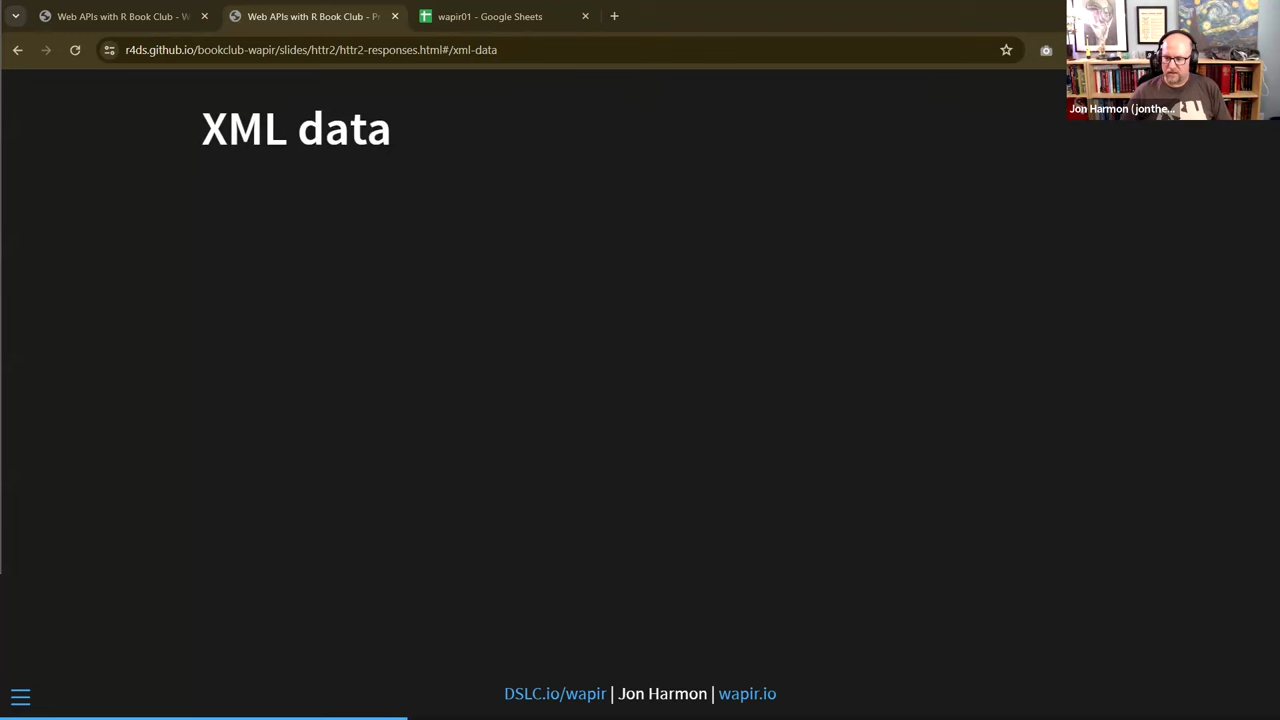 Web APIs with R Book Club - W
Web APIs with R Book Club - Pr
wapir01 - Google Sheets
r4ds.github.io/bookclub-wapir/slides/httr2/httr2-responses.html#/xml-data
Jon Harmon (jonthe...
XML data
DSLC.io/wapir | Jon Harmon | wapir.io